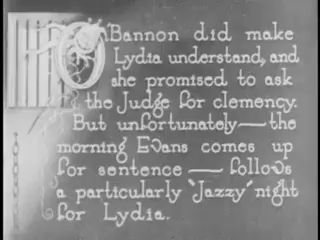 O'Bannon did make
Lydia understand, and
she promised to ask
the Judge for clemency.
But unfortunately—the
morning Evans comes up
for sentence — follows
a particularly 'Jazzy' night
for Lydia.